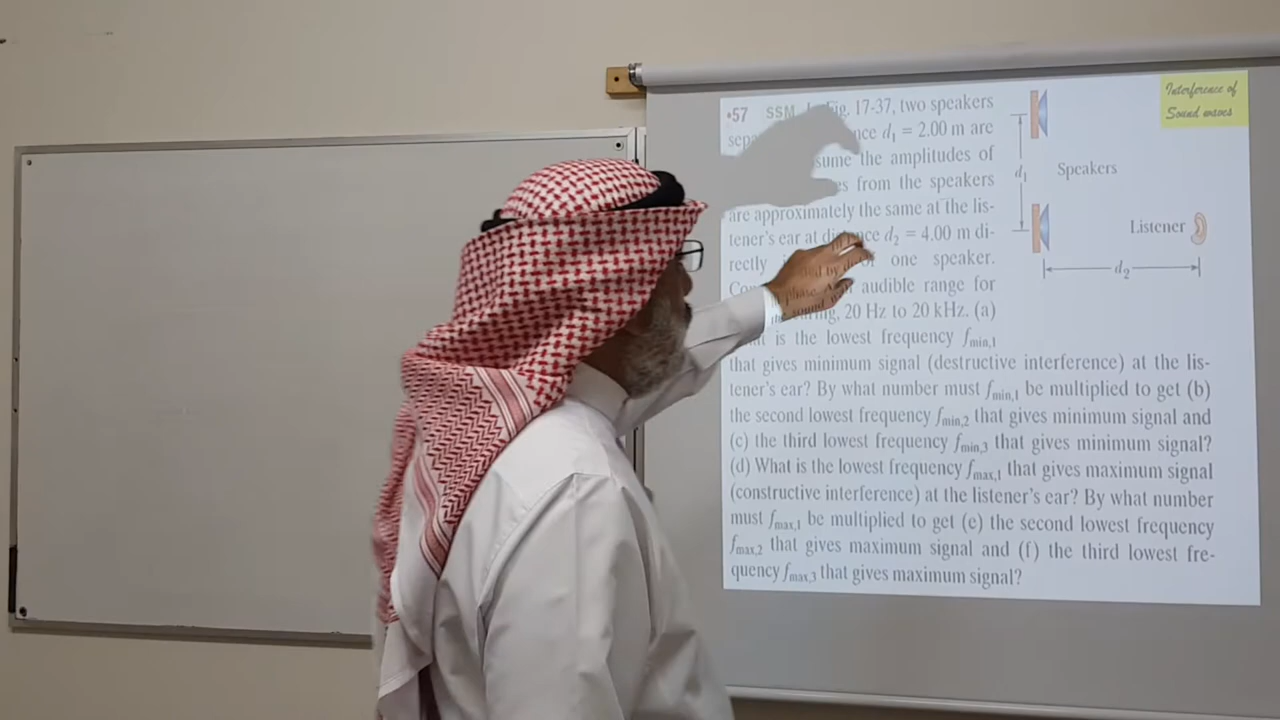 •57 SSM Fig. 17-37, two speakers
d₁ = 2.00 m are
the amplitudes of
from the speakers
are approximately the same at the lis-
tener's ear at distance d₂ = 4.00 m di-
rectly one speaker.
audible range for
20 Hz to 20 kHz. (a)
is the lowest frequency fmin,1
that gives minimum signal (destructive interference) at the lis-
tener's ear? By what number must fmin,1 be multiplied to get (b)
the second lowest frequency fmin,2 that gives minimum signal and
(c) the third lowest frequency fmin,3 that gives minimum signal?
(d) What is the lowest frequency fmax,1 that gives maximum signal
(constructive interference) at the listener's ear? By what number
must fmax,1 be multiplied to get (e) the second lowest frequency
fmax,2 that gives maximum signal and (f) the third lowest fre-
quency fmax,3 that gives maximum signal?
d₁
Speakers
Listener
d₂
Interference of
Sound waves